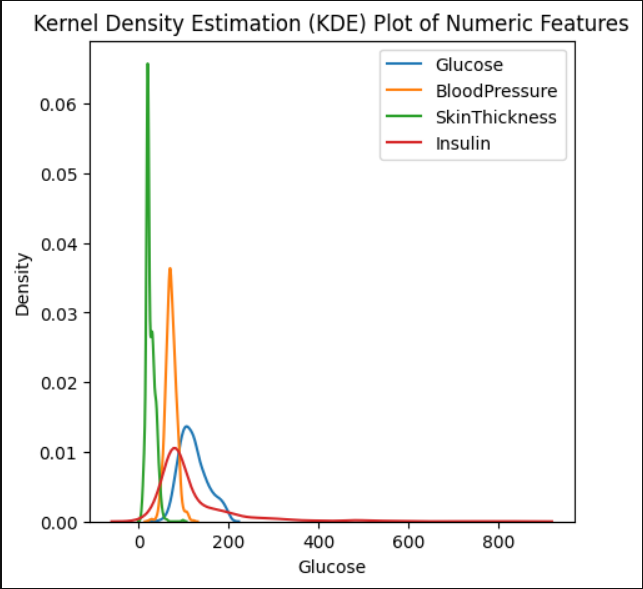 Kernel Density Estimation (KDE) Plot of Numeric Features
Glucose
BloodPressure
SkinThickness
Insulin
0.06
0.05
0.04
0.03
0.02
0.01
0.00
Density
0 200 400 600 800
Glucose